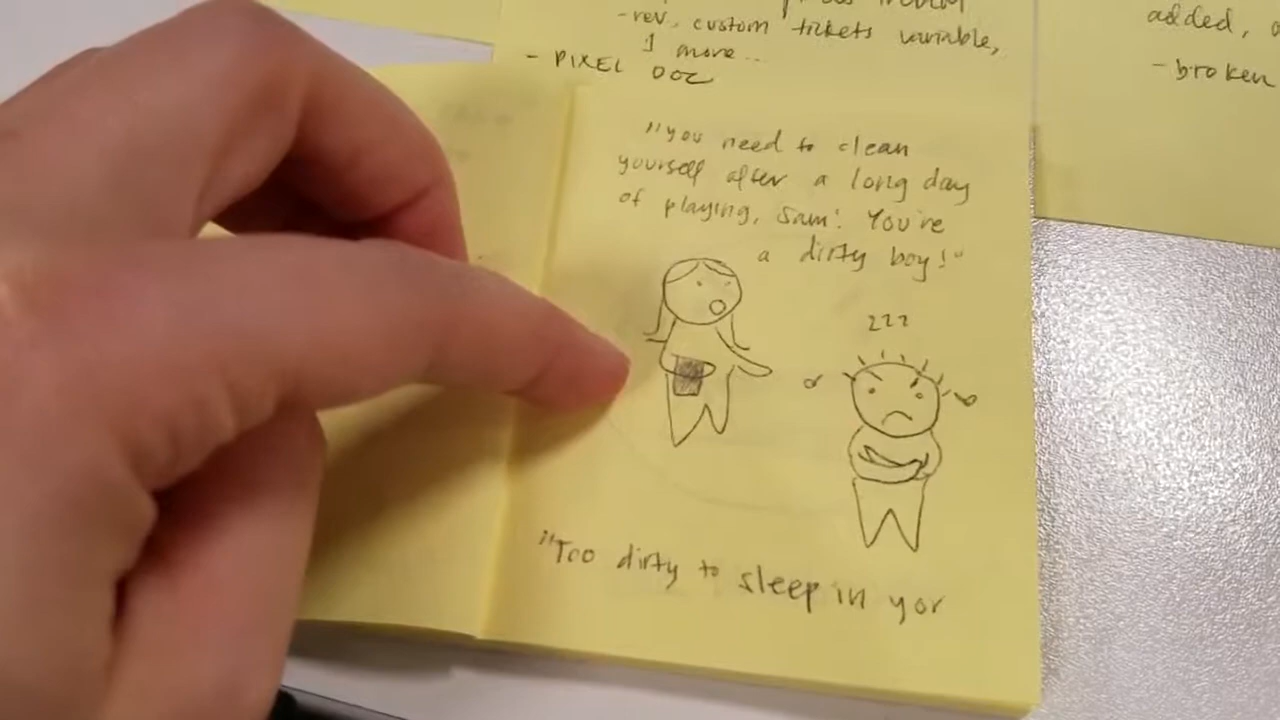 -rev. custom tickets variable,
1 more...
- PIXEL DOC
added,
- broken
"you need to clean
yourself after a long day
of playing, Sam! You're
a dirty boy!"
zzz
"Too dirty to sleep in yor